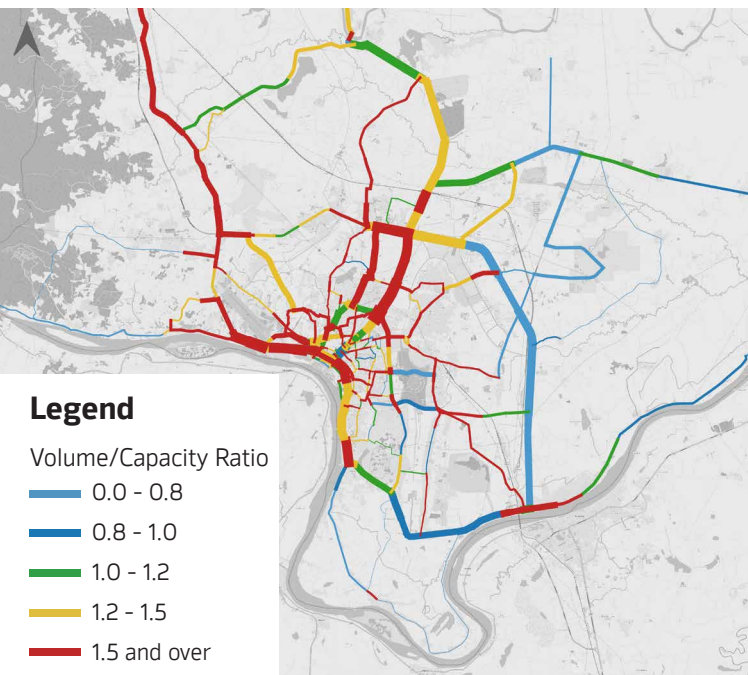 Legend
Volume/Capacity Ratio
0.0 - 0.8
0.8 - 1.0
1.0 - 1.2
1.2 - 1.5
1.5 and over